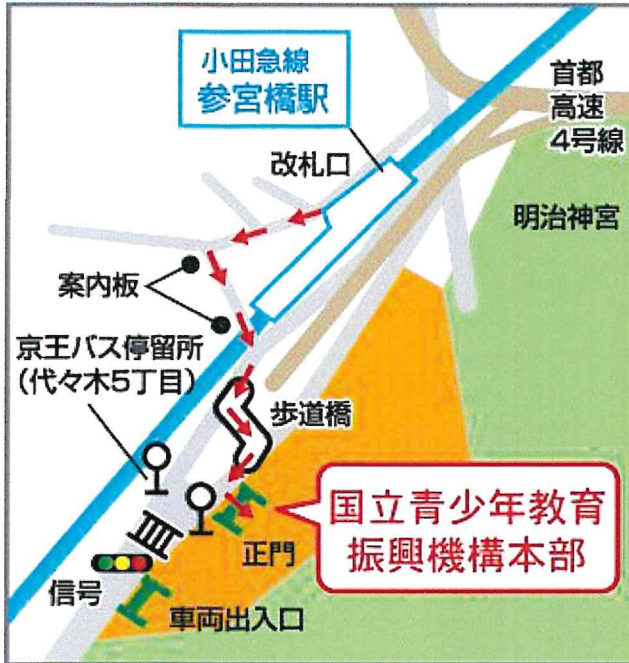 小田急線
参宮橋駅
首都
高速
4号線
改札口
明治神宮
案内板
京王バス停留所
（代々木5丁目）
歩道橋
国立青少年教育
振興機構本部
正門
信号
車両出入口